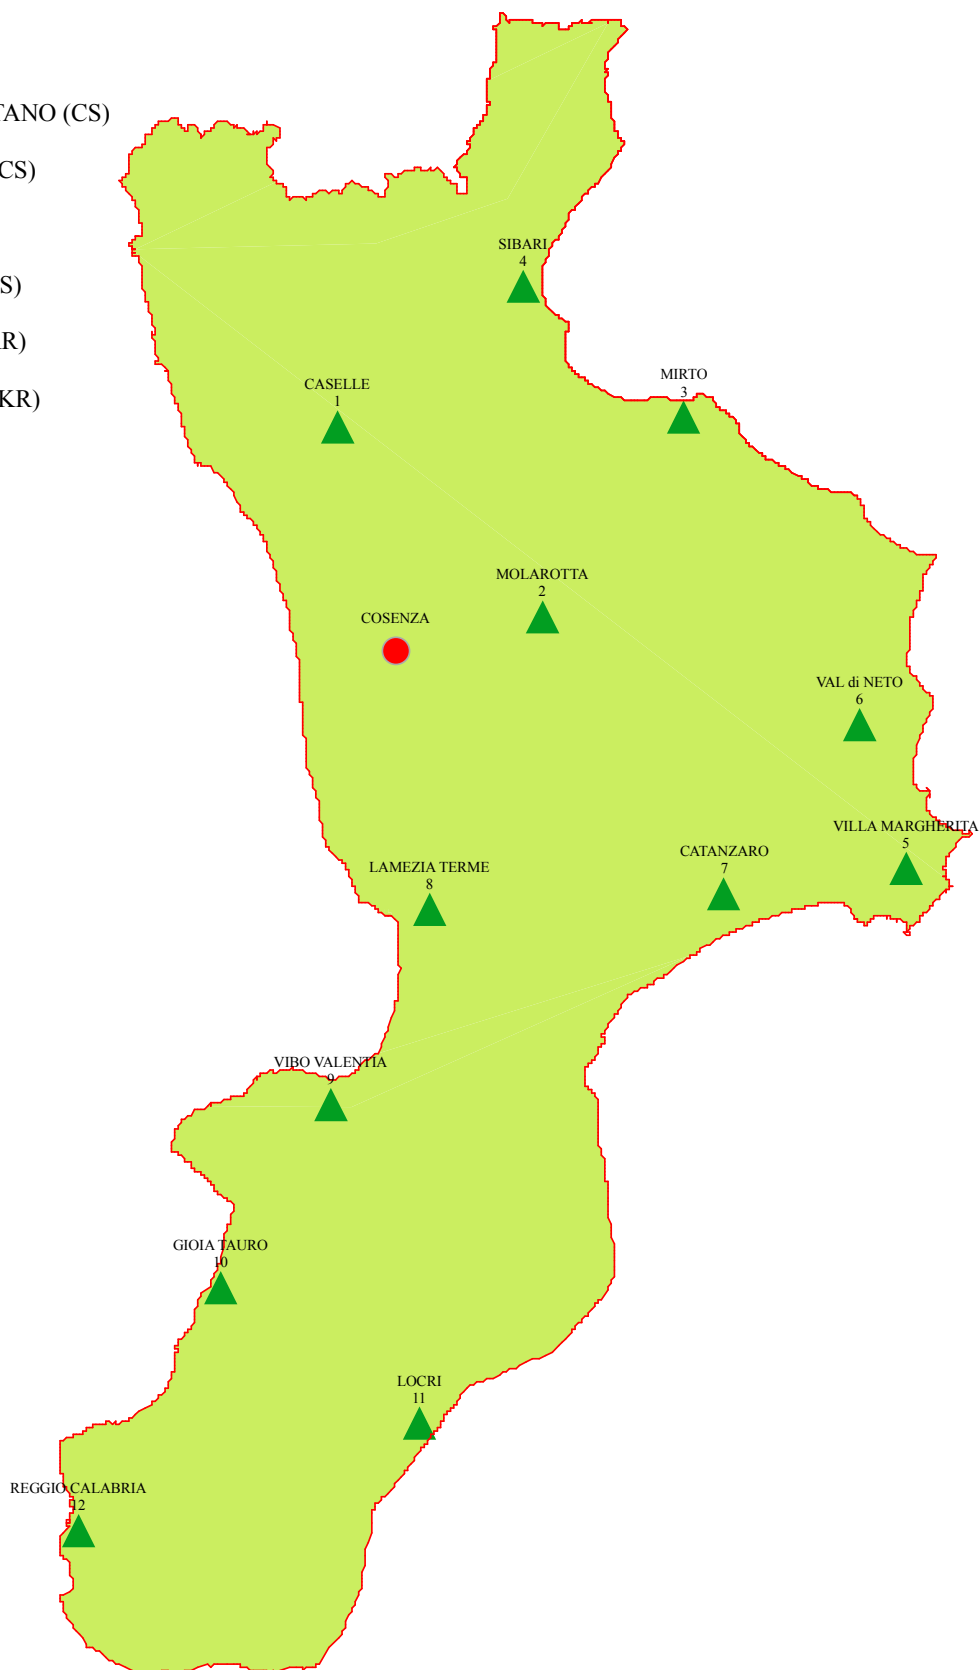 TANO (CS)
CS)
S)
R)
KR)
SIBARI
4
CASELLE
1
MIRTO
3
MOLAROTTA
2
COSENZA
VAL di NETO
6
VILLA MARGHERITA
5
CATANZARO
7
LAMEZIA TERME
8
VIBO VALENTIA
9
GIOIA TAURO
10
LOCRI
11
REGGIO CALABRIA
12